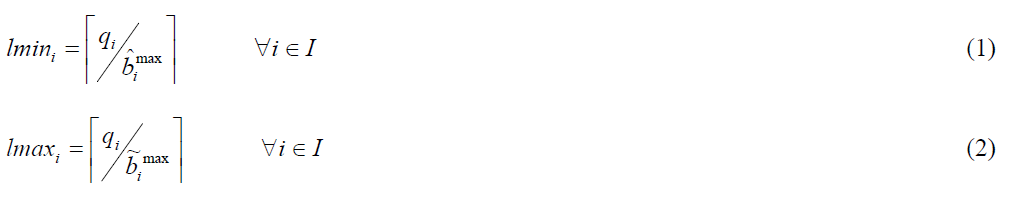 lmin_i = ⌈q_i / b̂_i^max⌉ ∀i ∈ I (1)
lmax_i = ⌈q_i / b̃_i^max⌉ ∀i ∈ I (2)